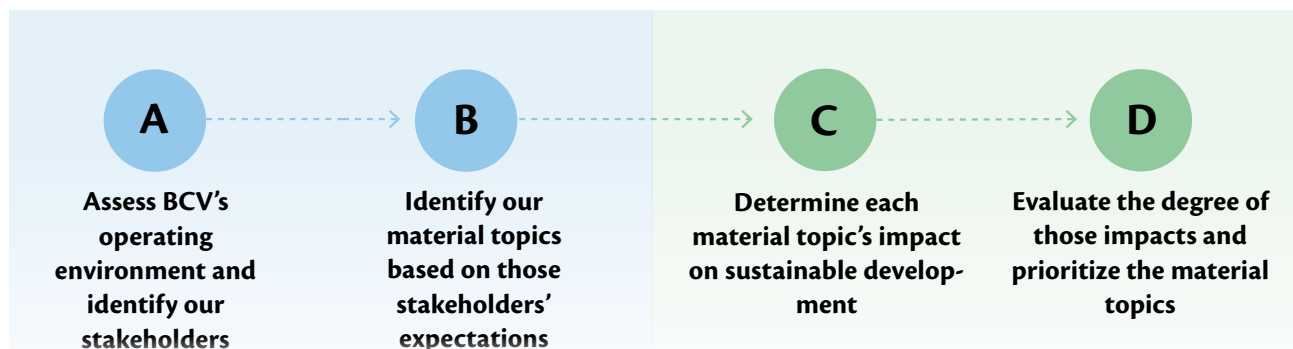 A
Assess BCV’s
operating
environment and
identify our
stakeholders
B
Identify our
material topics
based on those
stakeholders’
expectations
C
Determine each
material topic’s impact
on sustainable develop-
ment
D
Evaluate the degree of
those impacts and
prioritize the material
topics